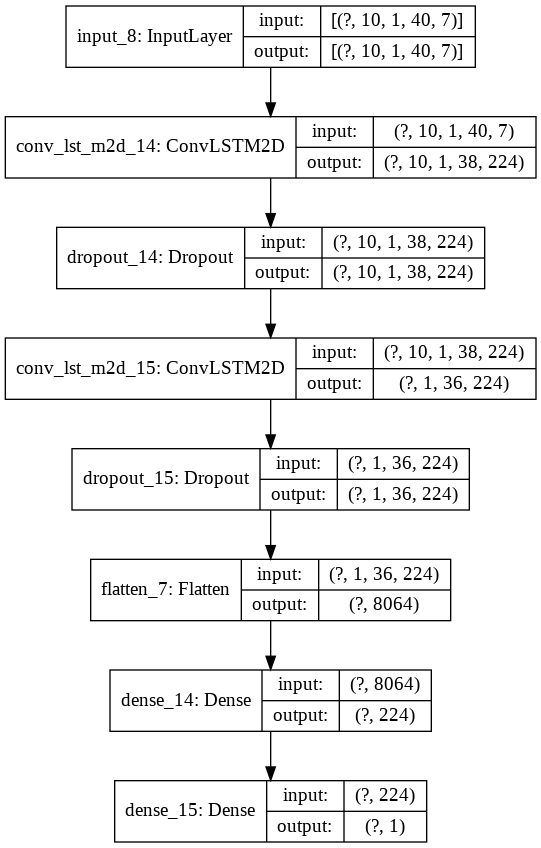 input_8: InputLayer
input: [(?, 10, 1, 40, 7)]
output: [(?, 10, 1, 40, 7)]
conv_lst_m2d_14: ConvLSTM2D
input: (?, 10, 1, 40, 7)
output: (?, 10, 1, 38, 224)
dropout_14: Dropout
input: (?, 10, 1, 38, 224)
output: (?, 10, 1, 38, 224)
conv_lst_m2d_15: ConvLSTM2D
input: (?, 10, 1, 38, 224)
output: (?, 1, 36, 224)
dropout_15: Dropout
input: (?, 1, 36, 224)
output: (?, 1, 36, 224)
flatten_7: Flatten
input: (?, 1, 36, 224)
output: (?, 8064)
dense_14: Dense
input: (?, 8064)
output: (?, 224)
dense_15: Dense
input: (?, 224)
output: (?, 1)